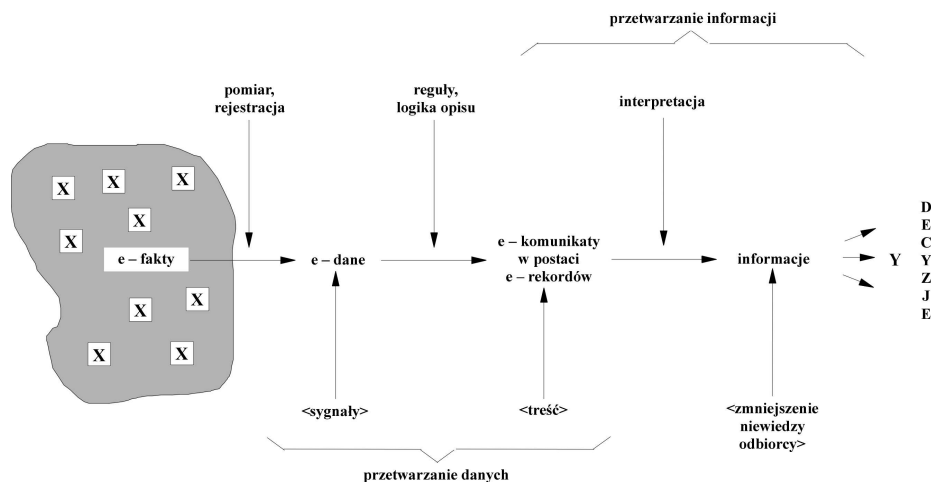 przetwarzanie informacji
pomiar,
rejestracja
reguły,
logika opisu
interpretacja
X
X
X
X
X
e – fakty
X
X
X
X
e – dane
e – komunikaty
w postaci
e – rekordów
informacje
Y
D
E
C
Y
Z
J
E
<sygnały>
<treść>
<zmniejszenie
niewiedzy
odbiorcy>
przetwarzanie danych